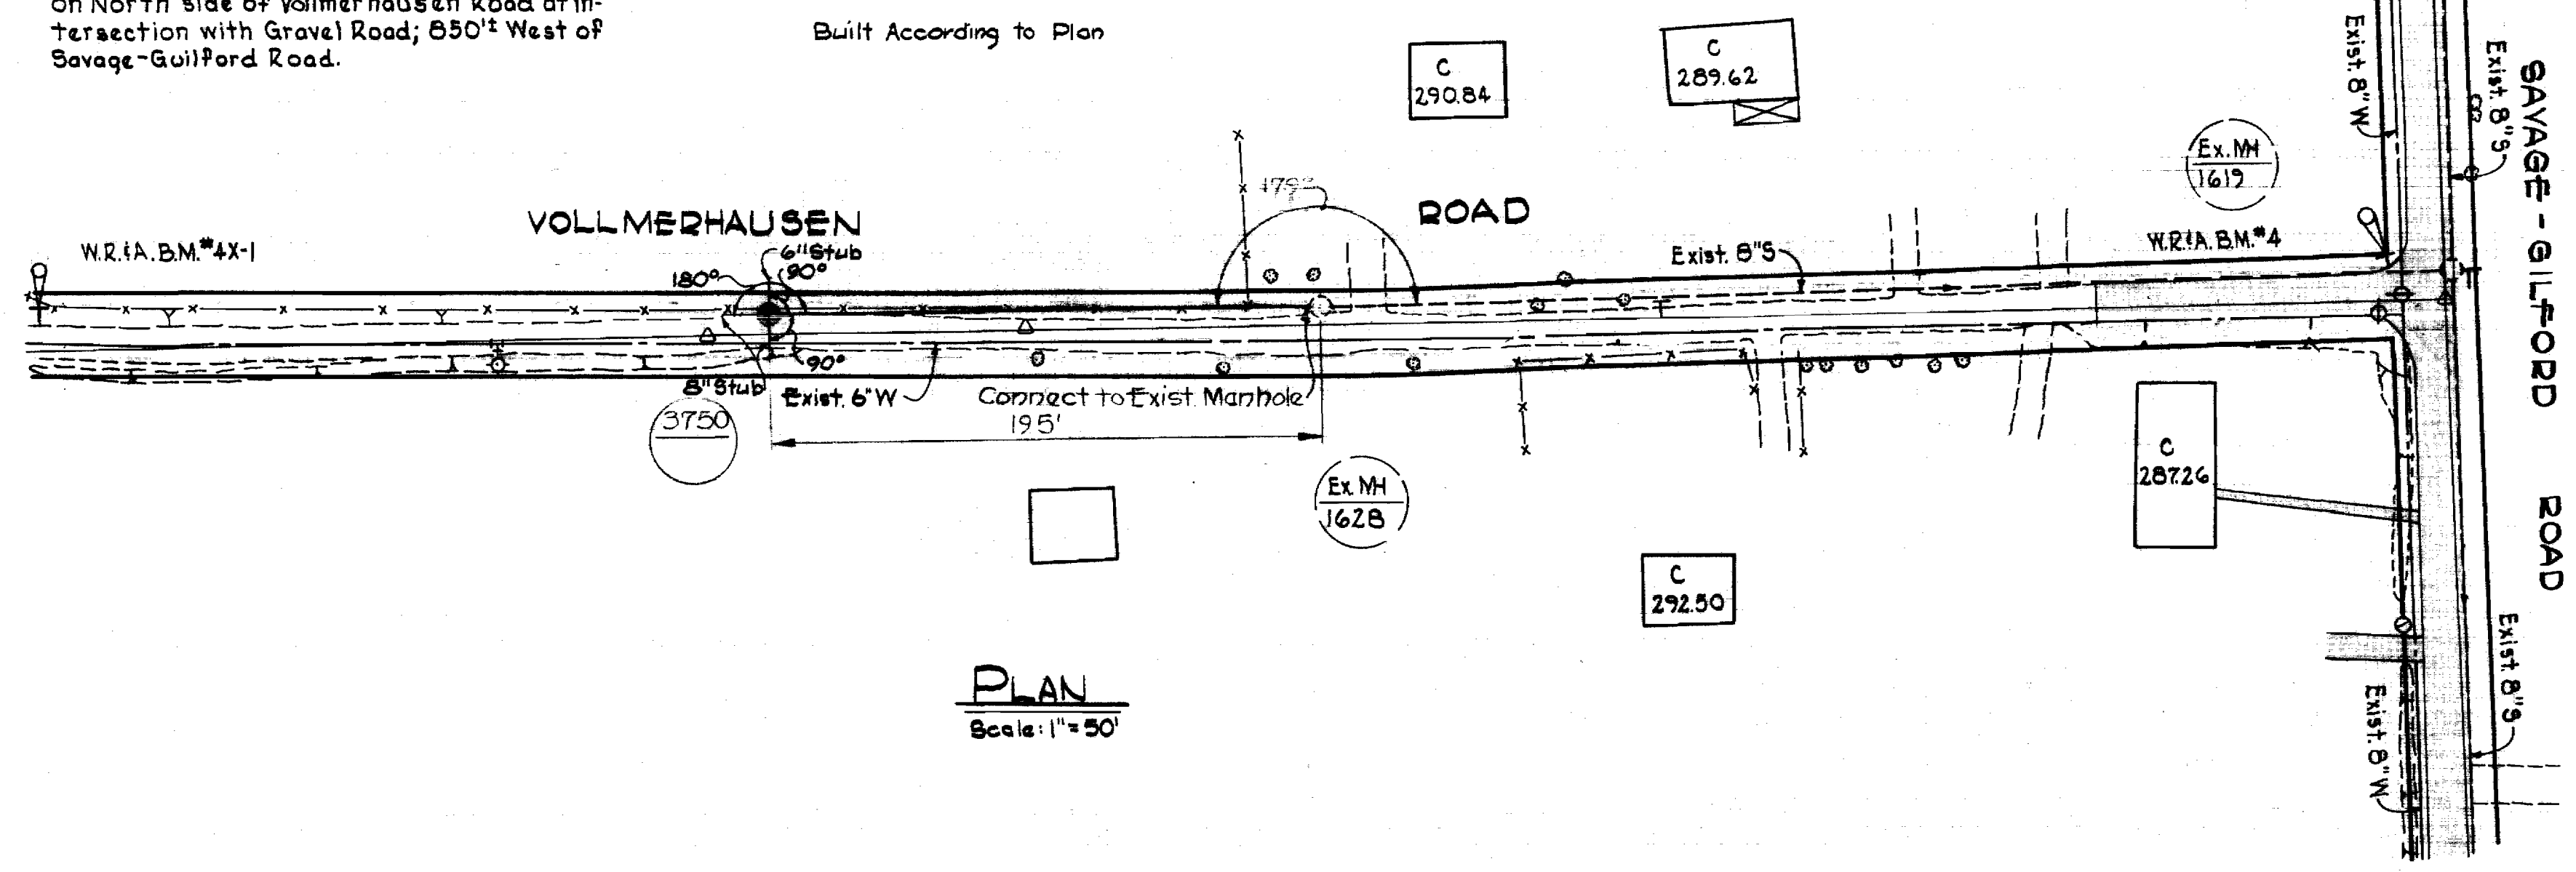 on North side of Vollmerhausen Road at in-
tersection with Gravel Road; 850'± West of
Savage-Guilford Road.
Built According to Plan
C
290.84
C
289.62
Exist. 8"W
Exist. 8"S
SAVAGE-GILFORD ROAD
Ex. MH
1619
VOLLMERHAUSEN ROAD
W.R.&A. B.M. #4X-1
6" Stub
180°
90°
Exist. 8"S
W.R.&A. B.M. #4
90°
8" Stub
Exist. 6"W
Connect to Exist. Manhole
195'
3750
Ex. MH
1628
C
287.26
C
292.50
PLAN
Scale: 1"=50'
Exist. 8"W
Exist. 8"S